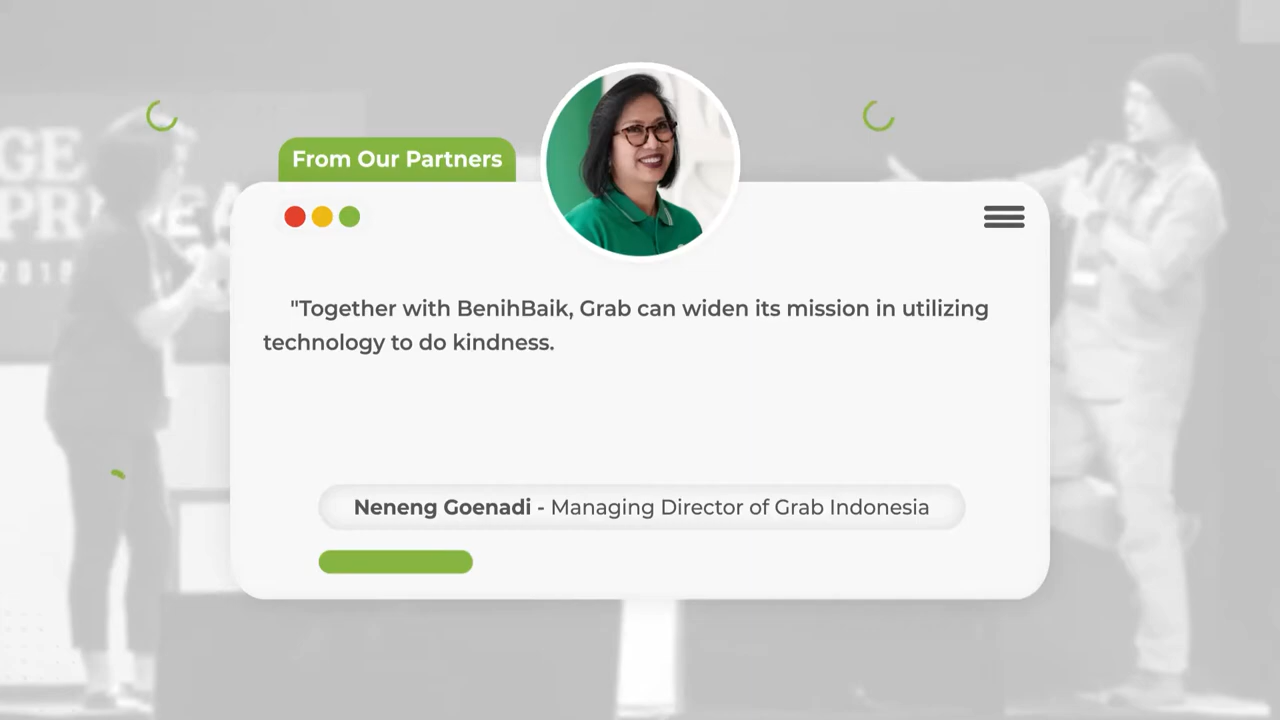 From Our Partners
"Together with BenihBaik, Grab can widen its mission in utilizing
technology to do kindness.
Neneng Goenadi - Managing Director of Grab Indonesia